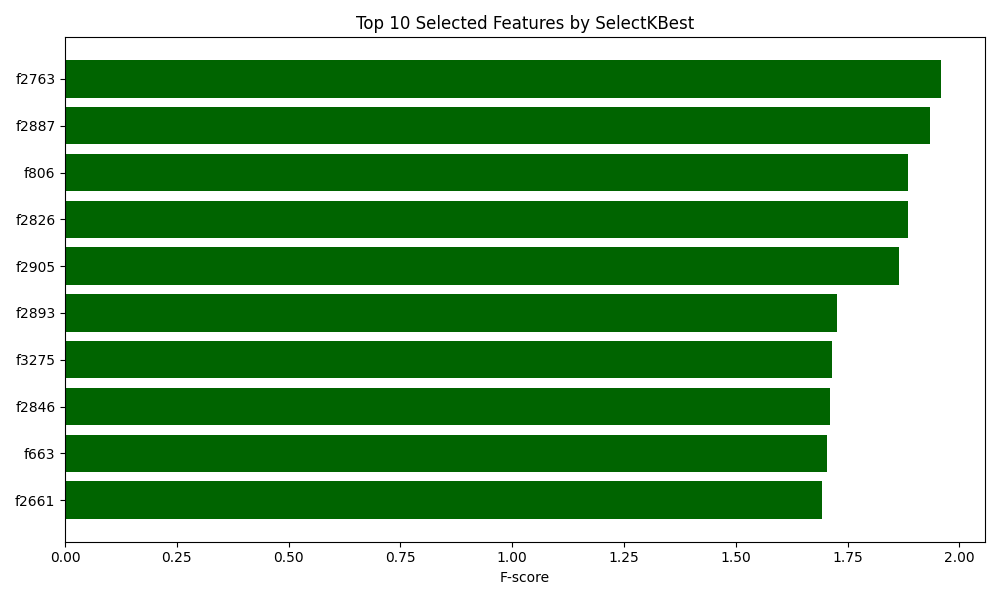 Top 10 Selected Features by SelectKBest
f2763
f2887
f806
f2826
f2905
f2893
f3275
f2846
f663
f2661
0.00 0.25 0.50 0.75 1.00 1.25 1.50 1.75 2.00
F-score